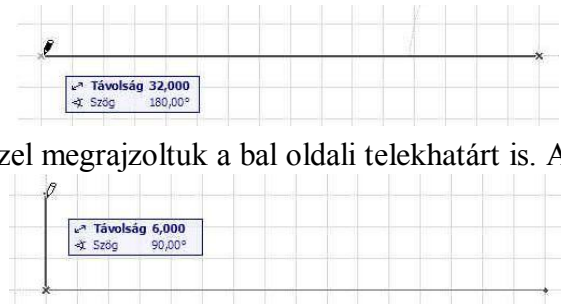 Távolság 32,000
Szög 180,00°
zel megrajzoltuk a bal oldali telekhatárt is. A
Távolság 6,000
Szög 90,00°